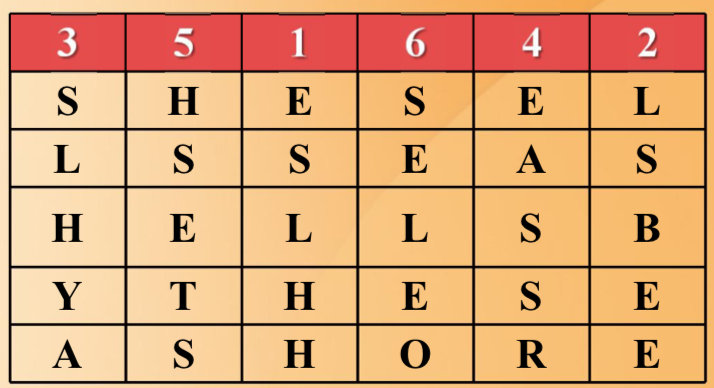 3 5 1 6 4 2
S H E S E L
L S S E A S
H E L L S B
Y T H E S E
A S H O R E